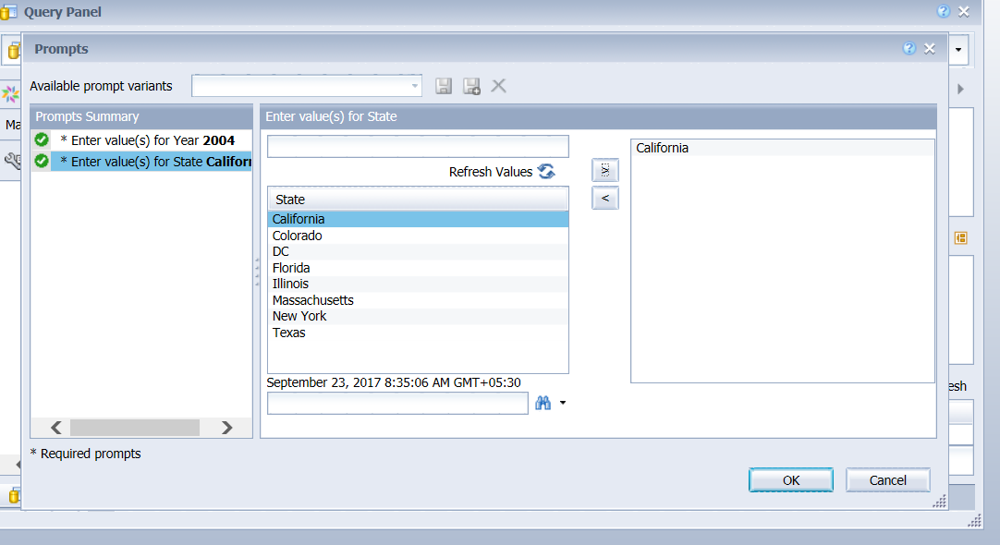 Query Panel
Prompts
Available prompt variants
Prompts Summary
* Enter value(s) for Year 2004
* Enter value(s) for State Californ
Enter value(s) for State
Refresh Values
State
California
Colorado
DC
Florida
Illinois
Massachusetts
New York
Texas
September 23, 2017 8:35:06 AM GMT+05:30
>
<
California
* Required prompts
OK
Cancel
Ma
esh